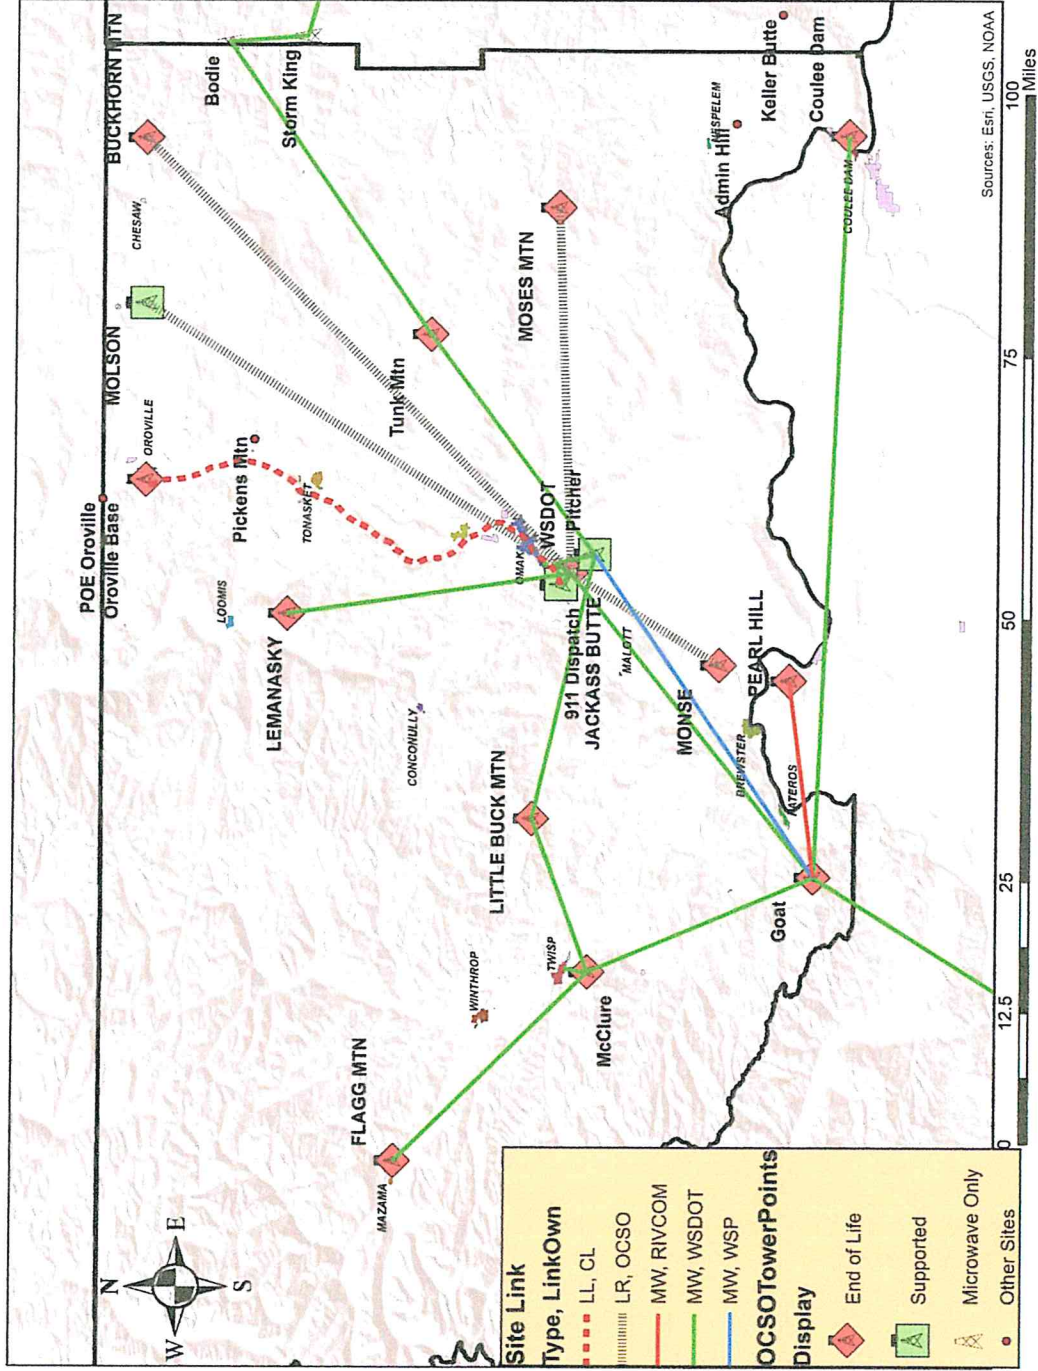 POE Oroville
Oroville Base
MOLSON
BUCKHORN MTN
OROVILLE
CHESAW
Bodie
Storm King
LOOMIS
Pickens Mtn
TONASKET
LEMANASKY
CONCONULLY
Tunk Mtn
FLAGG MTN
MAZAMA
WINTHROP
LITTLE BUCK MTN
OMAK
WSDOT
Pitcher
MOSES MTN
TWISP
McClure
911 Dispatch
JACKASS BUTTE
MALOTT
MONSE
PEARL HILL
BREWSTER
PATEROS
Goat
NESPELEM
Admin Hill
Keller Butte
Coulee Dam
COULEE DAM
N
W
E
S
Site Link
Type, LinkOwn
LL, CL
LR, OCSO
MW, RIVCOM
MW, WSDOT
MW, WSP
OCSOTowerPoints
Display
End of Life
Supported
Microwave Only
Other Sites
Sources: Esri, USGS, NOAA
0
12.5
25
50
75
100
Miles